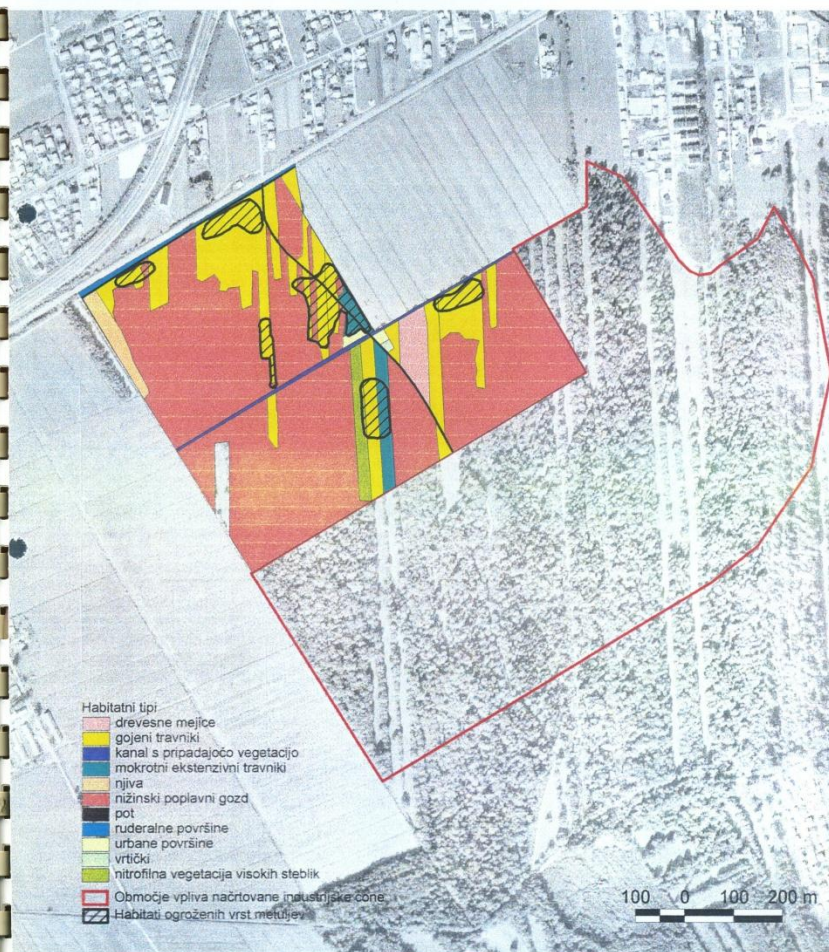 Habitatni tipi
drevesne mejice
gojeni travniki
kanal s pripadajočo vegetacijo
mokrotni ekstenzivni travniki
njiva
nižinski poplavni gozd
pot
ruderalne površine
urbane površine
vrtički
nitrofilna vegetacija visokih steblik
Območje vpliva načrtovane industrijske cone
Habitati ogroženih vrst metuljev
100 0 100 200 m